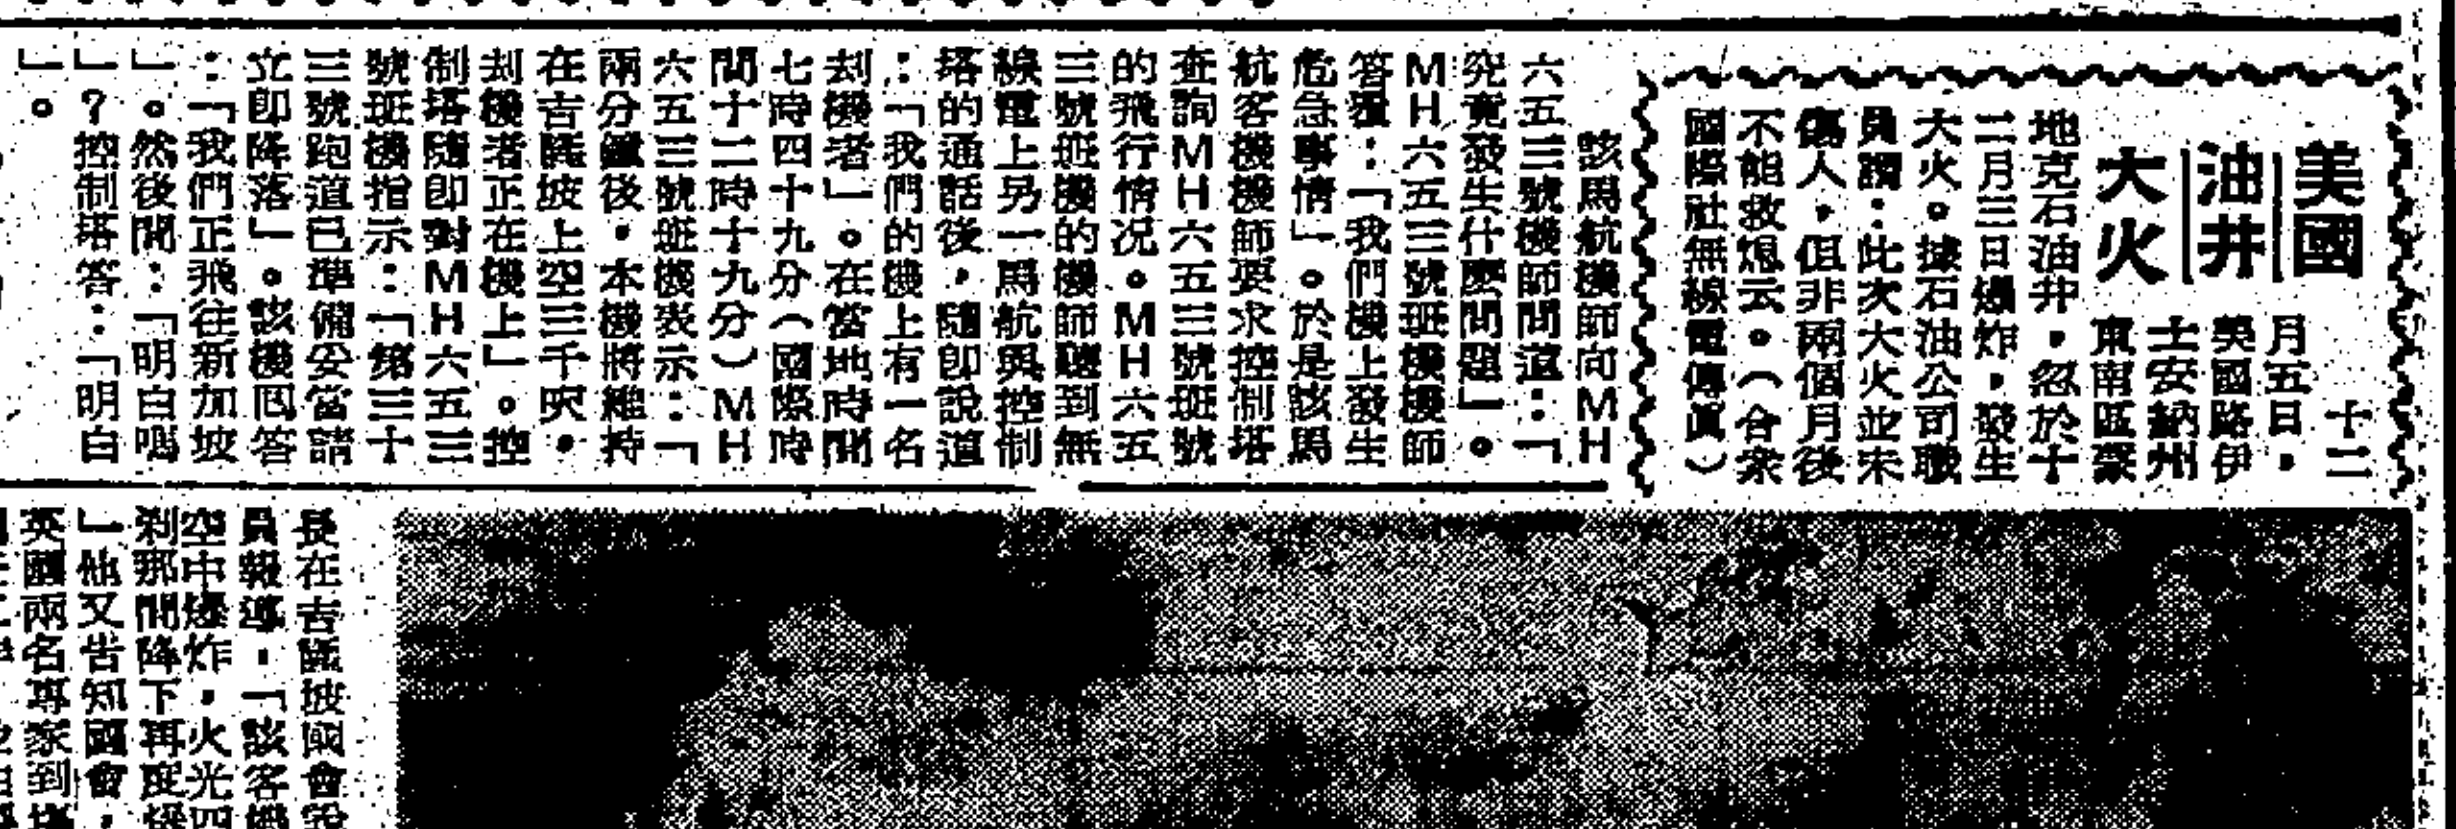 美國
油井
大火
十二
月五日，
美國路伊
士安納州
東南區蒙
地克石油井，忽於十
二月三日爆炸，發生
大火。據石油公司職
員謂：此次大火並未
傷人，但非兩個月後
不能救熄云。（合衆
國際社無線電傳眞）
該馬航機師向MH
六五三號機師問道：「
究竟發生什麼問題」。
MH六五三號班機機師
答覆：「我們機上發生
危急事情」。於是該馬
航客機機師要求控制塔
查詢MH六五三號班號
的飛行情況。MH六五
三號班機的機師聽到無
線電上另一馬航與控制
塔的通話後，隨即說道
：「我們的機上有一名
刦機者」。在當地時間
七時四十九分（國際時
間十二時十九分）MH
六五三號班機表示：「
兩分鐘後，本機將維持
在吉隆坡上空三千呎，
刦機者正在機上」。控
制塔隨即對MH六五三
號班機指示：「第三十
三號跑道已準備妥當請
立即降落」。該機回答
：「我們正飛往新加坡
」。然後問：「明白嗎
」？控制塔答：「明白
」。
長在吉隆坡國會說
員報導，「該客機
空中爆炸，火光四
剎那間降下再度爆
」他又告知國會，
英國兩名專家到